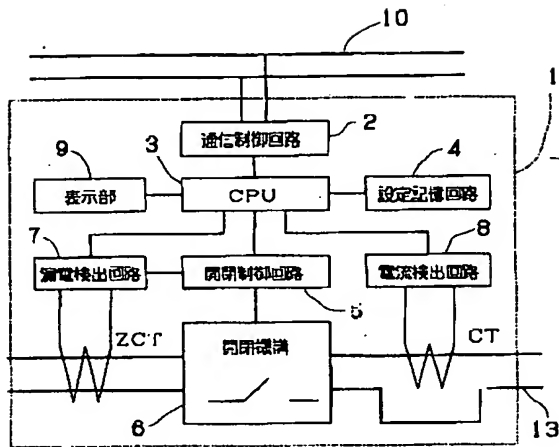 10
1
通信制御回路
2
3
4
9
表示部
CPU
設定記憶回路
7
8
漏電検出回路
開閉制御回路
電流検出回路
5
ZCT
開閉機構
CT
6
13